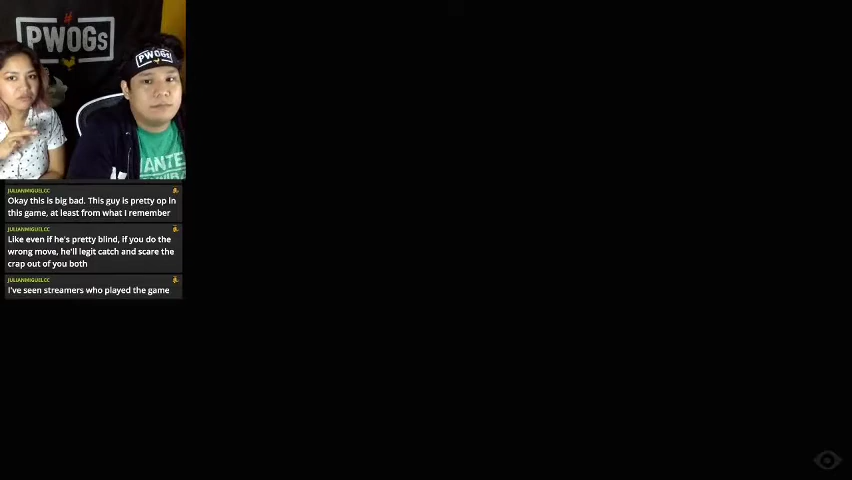 PWOGs
PWOGs
IANTE
JULIANMIGUELCC
Okay this is big bad. This guy is pretty op in
this game, at least from what I remember
JULIANMIGUELCC
Like even if he's pretty blind, if you do the
wrong move, he'll legit catch and scare the
crap out of you both
JULIANMIGUELCC
I've seen streamers who played the game